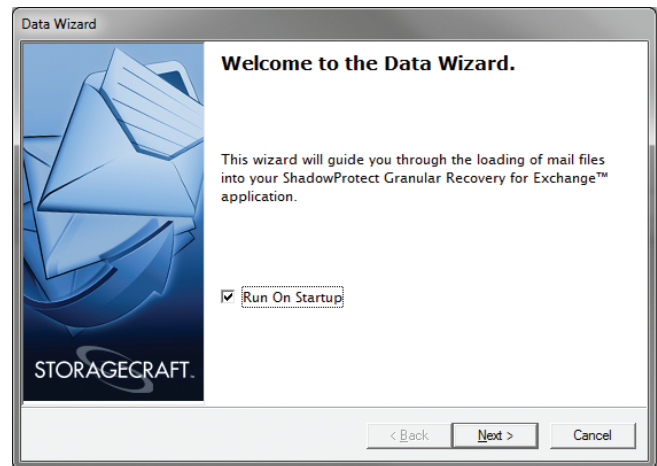 Data Wizard
Welcome to the Data Wizard.
This wizard will guide you through the loading of mail files
into your ShadowProtect Granular Recovery for Exchange™
application.
Run On Startup
STORAGECRAFT.
< Back
Next >
Cancel